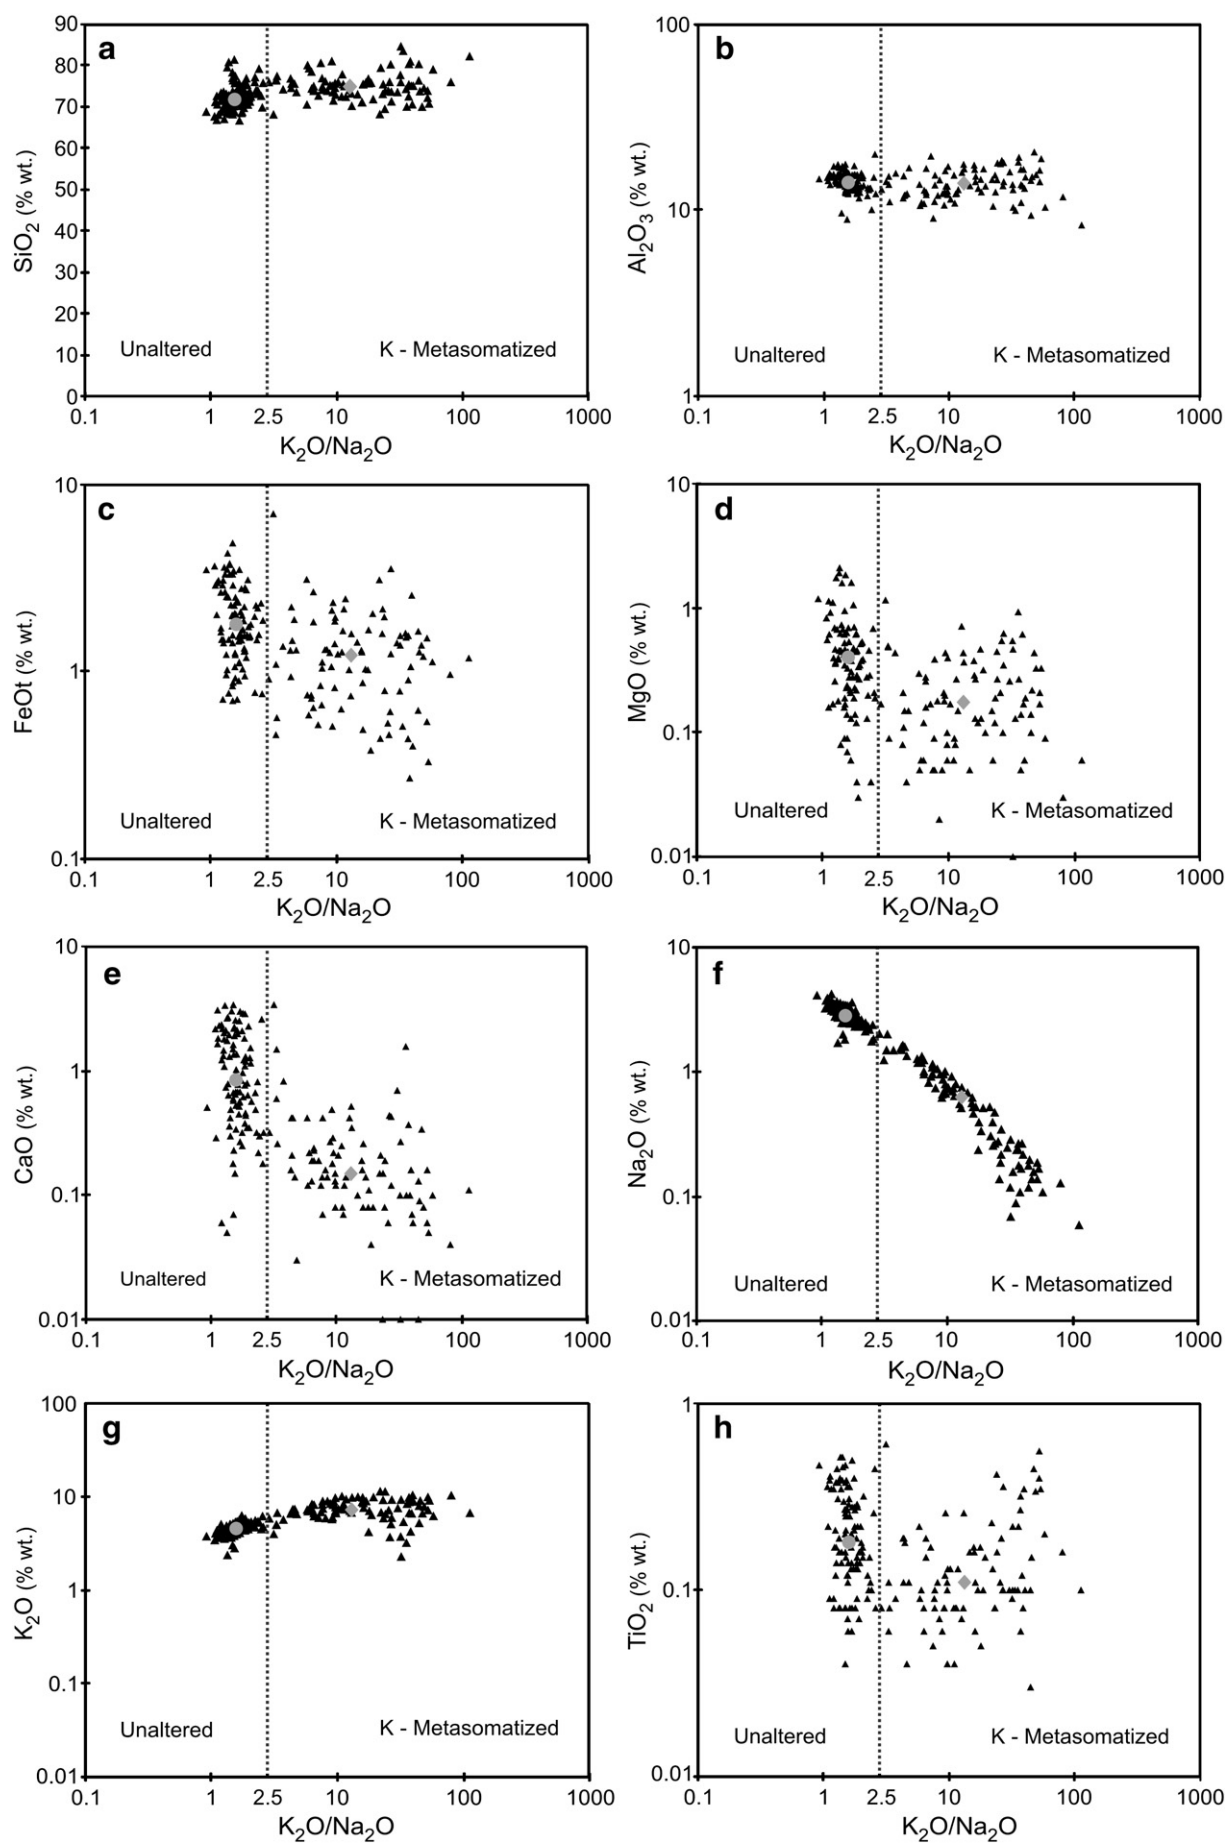 a
90
80
70
60
50
40
30
20
10
0
SiO2 (% wt.)
Unaltered
K - Metasomatized
0.1 1 2.5 10 100 1000
K2O/Na2O
b
100
10
1
Al2O3 (% wt.)
Unaltered
K - Metasomatized
0.1 1 2.5 10 100 1000
K2O/Na2O
c
10
1
0.1
FeOt (% wt.)
Unaltered
K - Metasomatized
0.1 1 2.5 10 100 1000
K2O/Na2O
d
10
1
0.1
0.01
MgO (% wt.)
Unaltered
K - Metasomatized
0.1 1 2.5 10 100 1000
K2O/Na2O
e
10
1
0.1
0.01
CaO (% wt.)
Unaltered
K - Metasomatized
0.1 1 2.5 10 100 1000
K2O/Na2O
f
10
1
0.1
0.01
Na2O (% wt.)
Unaltered
K - Metasomatized
0.1 1 2.5 10 100 1000
K2O/Na2O
g
100
10
1
0.1
0.01
K2O (% wt.)
Unaltered
K - Metasomatized
0.1 1 2.5 10 100 1000
K2O/Na2O
h
1
0.1
0.01
TiO2 (% wt.)
Unaltered
K - Metasomatized
0.1 1 2.5 10 100 1000
K2O/Na2O